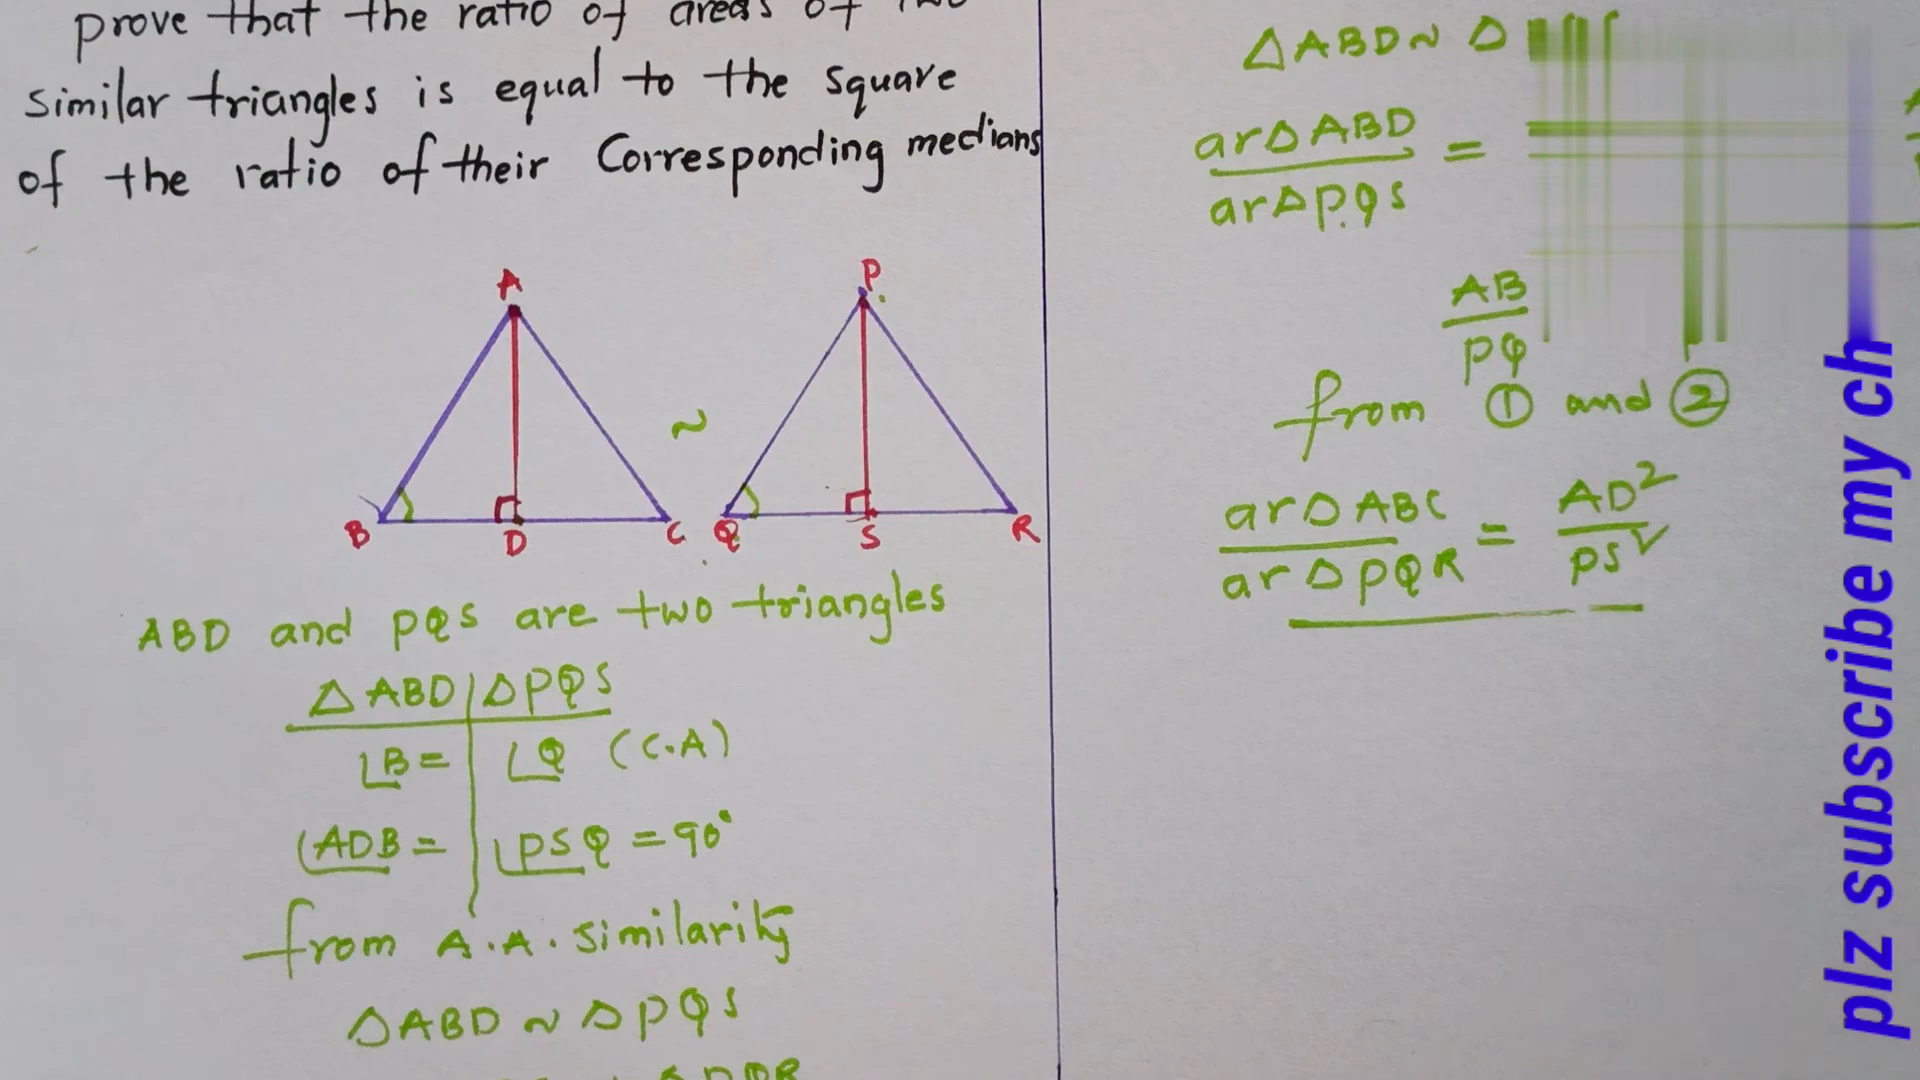 prove that the ratio of areas of two
similar triangles is equal to the square
of the ratio of their Corresponding medians
A
P
~
B
D
C
Q
S
R
ABD and PQS are two triangles
△ABD | △PQS
∟B = ∟Q (C.A)
∟ADB = ∟PSQ = 90°
from A.A. similarity
△ABD ~ △PQS
△ABD ~ △
ar△ABD
=
ar△PQS
AB
PQ
from ① and ②
ar△ABC
=
AD²
ar△PQR
PS²
plz subscribe my ch